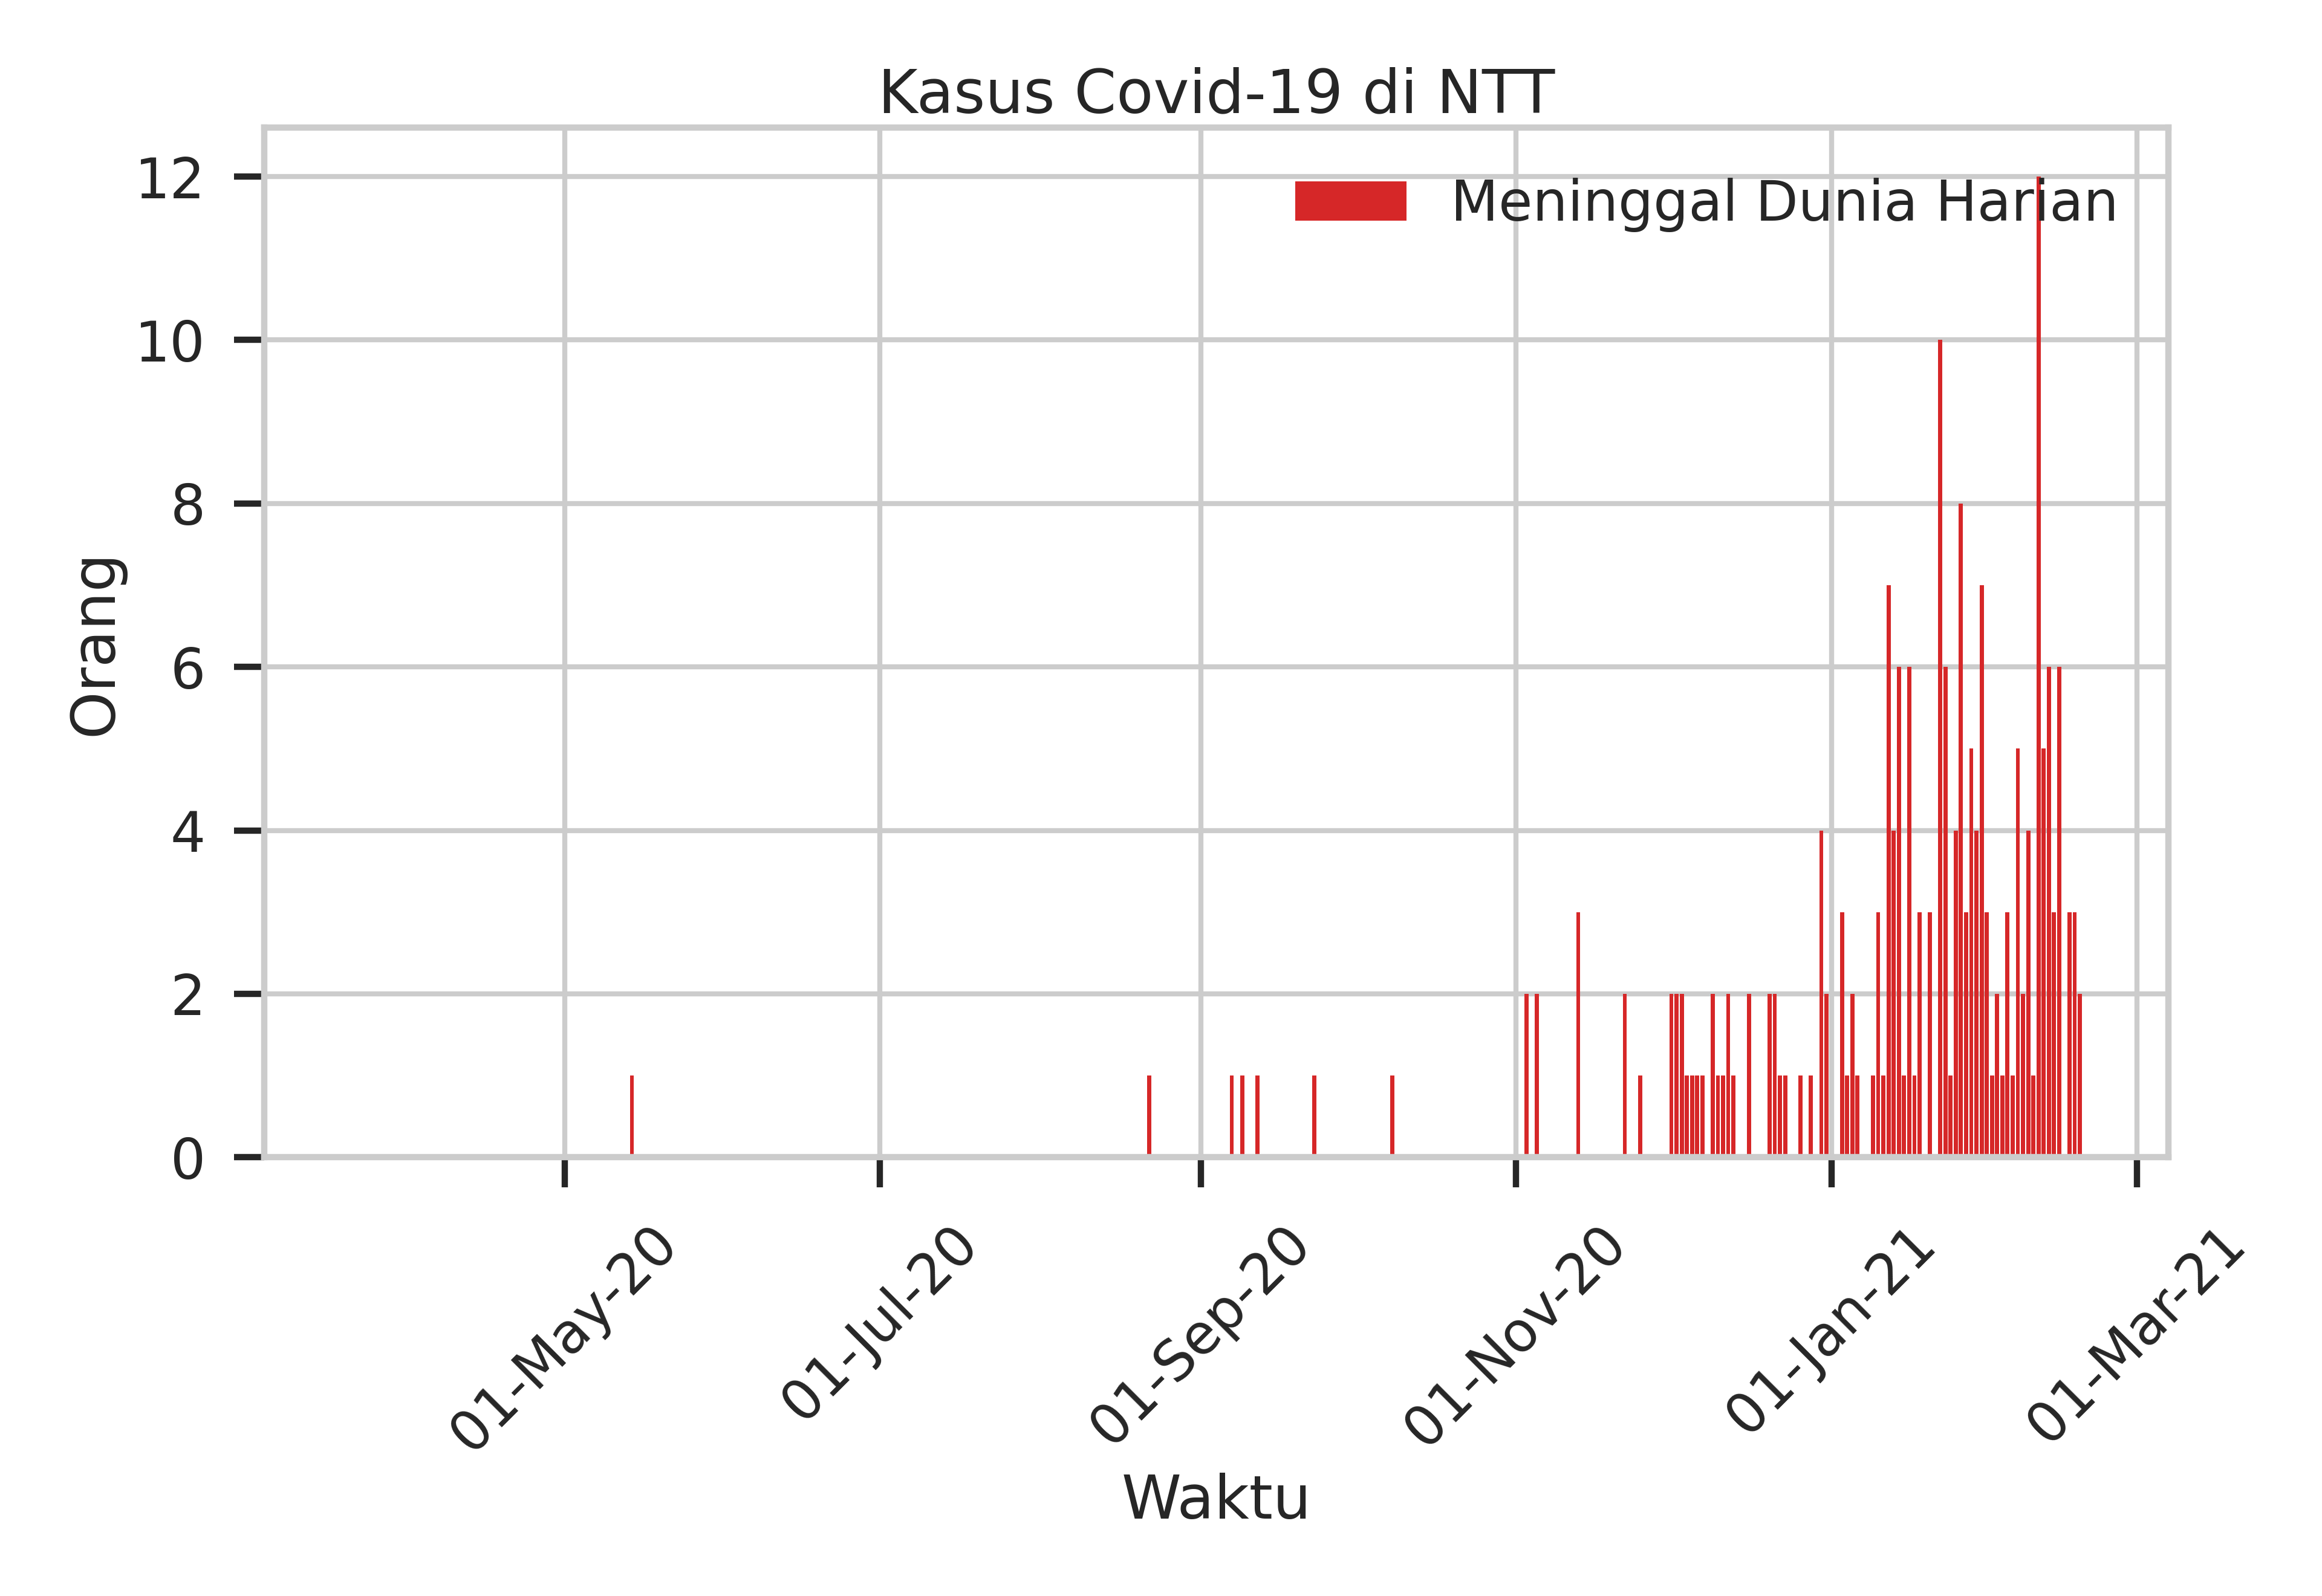 Kasus Covid-19 di NTT
Meninggal Dunia Harian
12
10
8
6
4
2
0
Orang
01-May-20
01-Jul-20
01-Sep-20
01-Nov-20
01-Jan-21
01-Mar-21
Waktu